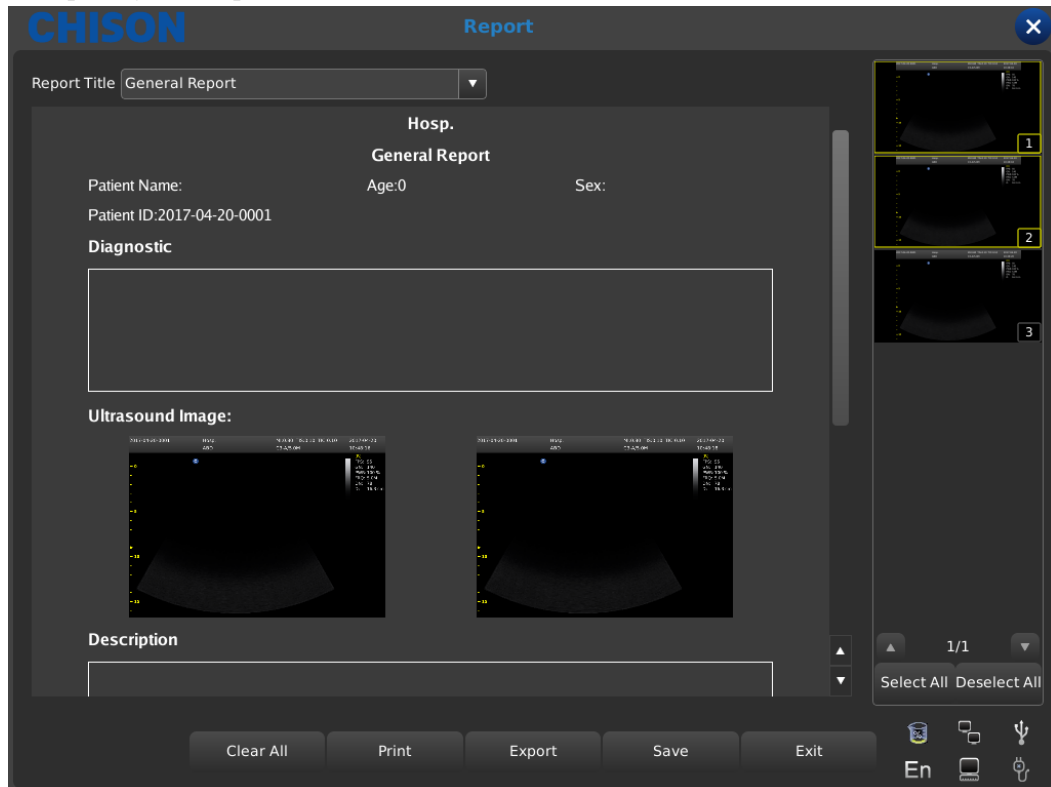 CHISON
Report
Report Title General Report
Hosp.
General Report
Patient Name: Age:0 Sex:
Patient ID:2017-04-20-0001
Diagnostic
Ultrasound Image:
Description
1
2
3
1/1
Select All Deselect All
Clear All Print Export Save Exit
En